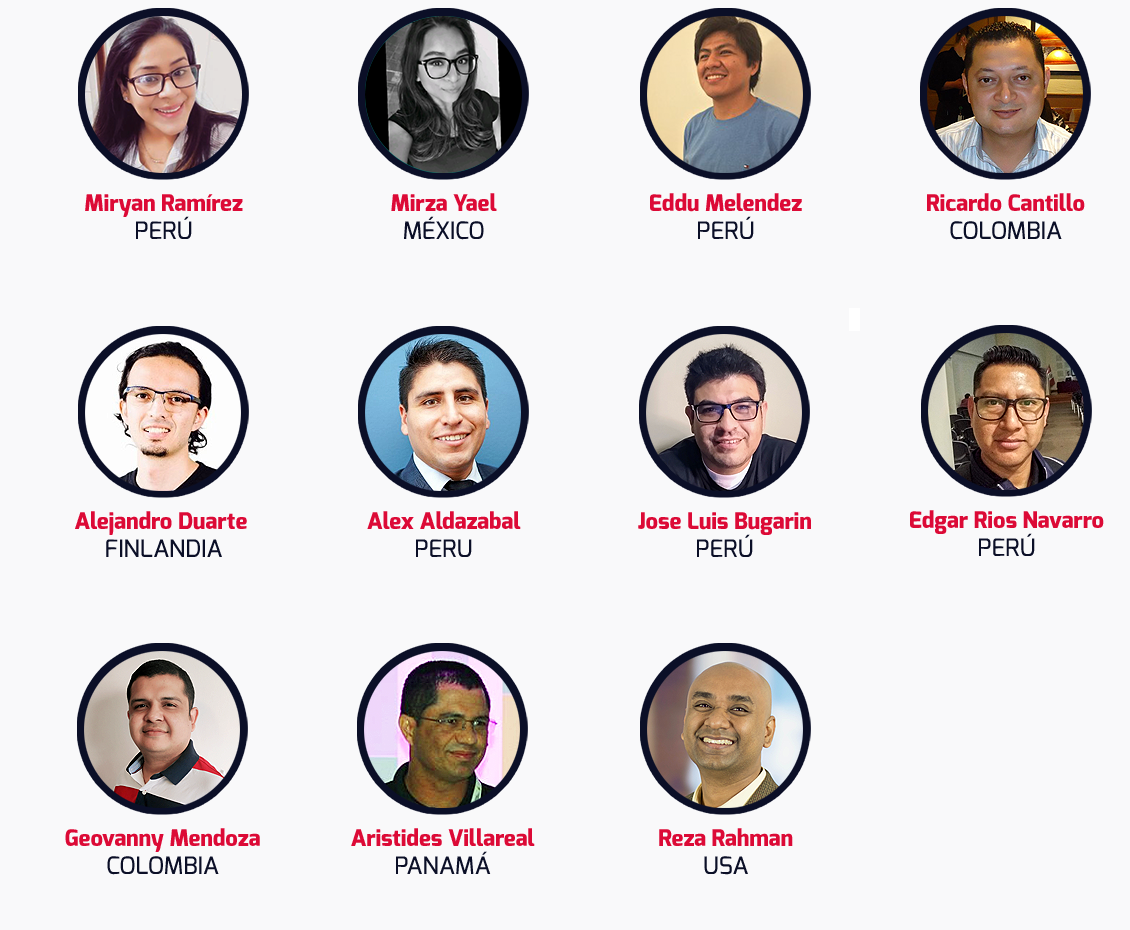 Miryan Ramírez
PERÚ
Mirza Yael
MÉXICO
Eddu Melendez
PERÚ
Ricardo Cantillo
COLOMBIA
Alejandro Duarte
FINLANDIA
Alex Aldazabal
PERU
Jose Luis Bugarin
PERÚ
Edgar Rios Navarro
PERÚ
Geovanny Mendoza
COLOMBIA
Aristides Villareal
PANAMÁ
Reza Rahman
USA